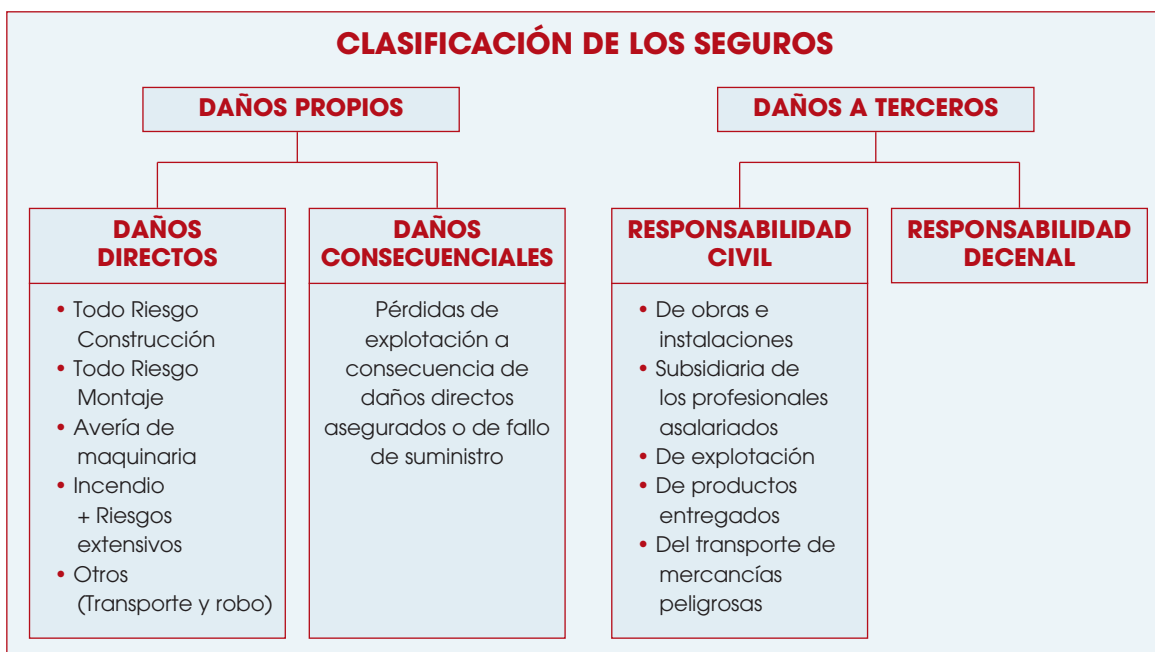 CLASIFICACIÓN DE LOS SEGUROS
DAÑOS PROPIOS
DAÑOS A TERCEROS
DAÑOS
DIRECTOS
• Todo Riesgo
Construcción
• Todo Riesgo
Montaje
• Avería de
maquinaria
• Incendio
+ Riesgos
extensivos
• Otros
(Transporte y robo)
DAÑOS
CONSECUENCIALES
Pérdidas de
explotación a
consecuencia de
daños directos
asegurados o de fallo
de suministro
RESPONSABILIDAD
CIVIL
• De obras e
instalaciones
• Subsidiaria de
los profesionales
asalariados
• De explotación
• De productos
entregados
• Del transporte de
mercancías
peligrosas
RESPONSABILIDAD
DECENAL